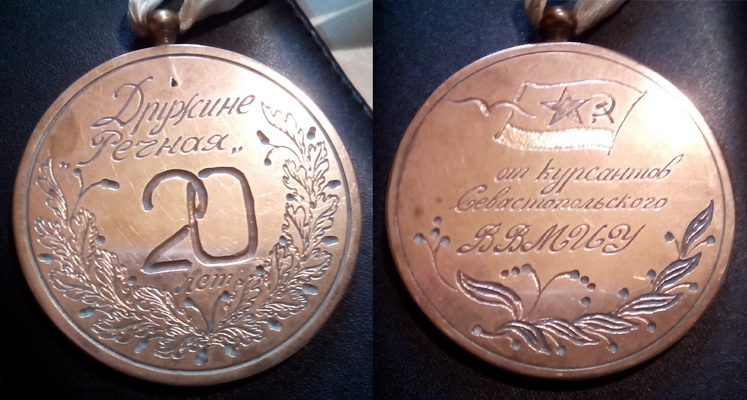 Дружине
Речная„
20
лет
от курсантов
Севастопольского
ВВМИУ